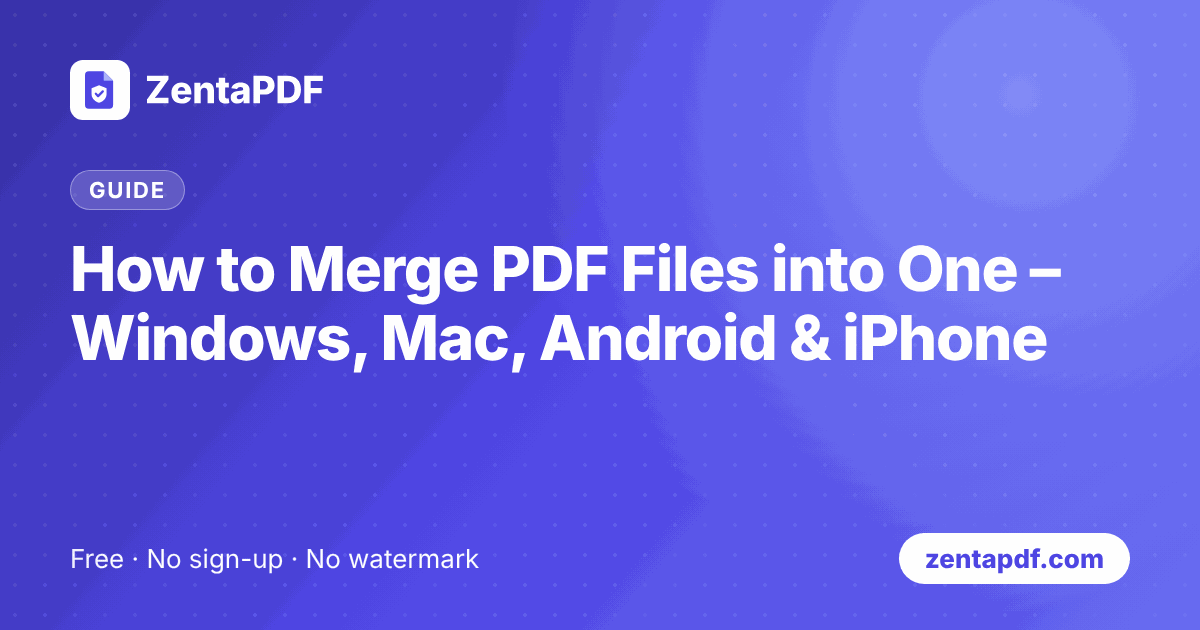 ZentaPDF
GUIDE
How to Merge PDF Files into One –
Windows, Mac, Android & iPhone
Free · No sign-up · No watermark
zentapdf.com